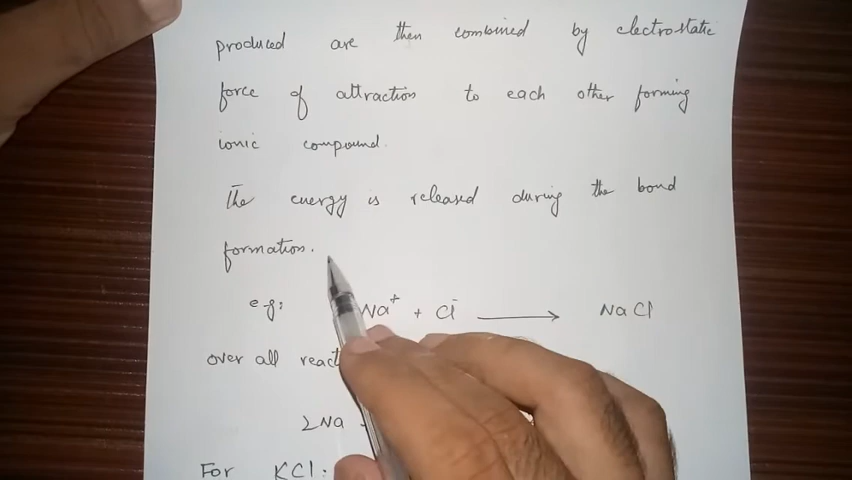 produced are then combined by electrostatic
force of attraction to each other forming
ionic compound.
The energy is released during the bond
formation.
eg: Na⁺ + Cl⁻ ⟶ NaCl
over all react
2Na
For KCl: